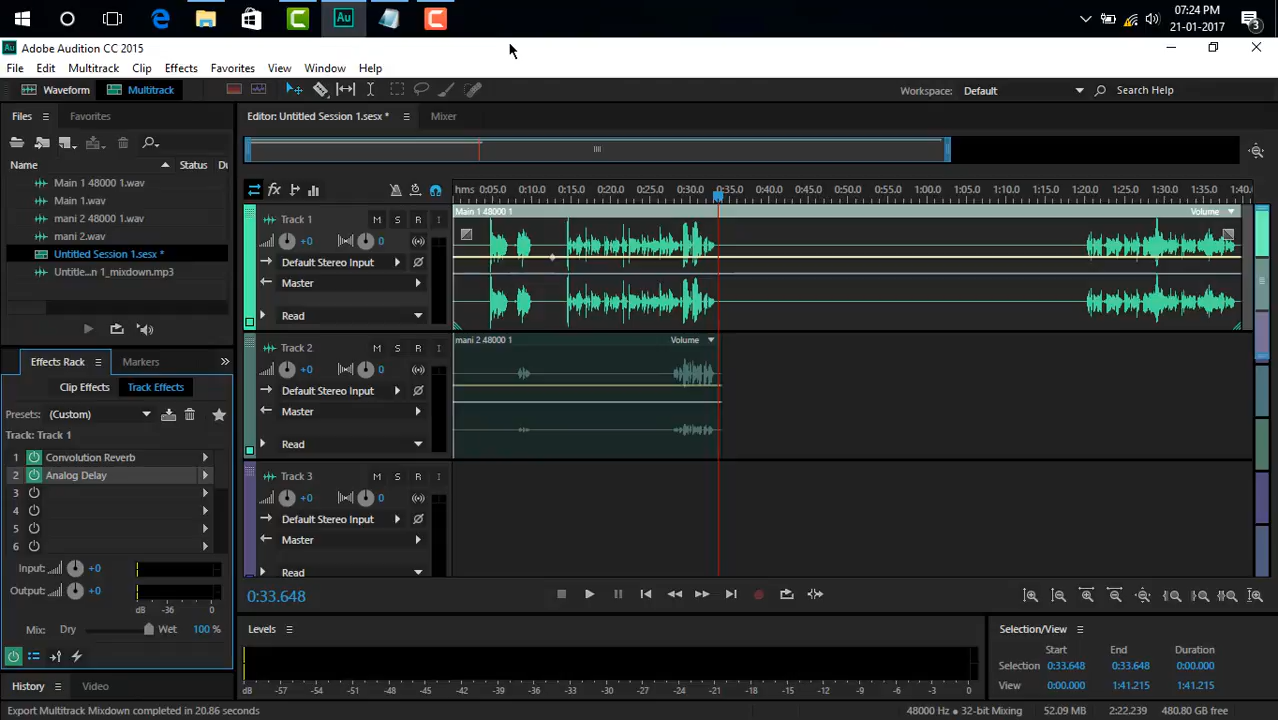 07:24 PM
21-01-2017
3
Au
Adobe Audition CC 2015
File Edit Multitrack Clip Effects Favorites View Window Help
Waveform Multitrack Workspace: Default Search Help
Files Favorites Editor: Untitled Session 1.sesx * Mixer
Name Status Du
Main 1 48000 1.wav
Main 1.wav
mani 2 48000 1.wav
mani 2.wav
Untitled Session 1.sesx *
Untitle...n 1_mixdown.mp3
hms 0:05.0 0:10.0 0:15.0 0:20.0 0:25.0 0:30.0 0:35.0 0:40.0 0:45.0 0:50.0 0:55.0 1:00.0 1:05.0 1:10.0 1:15.0 1:20.0 1:25.0 1:30.0 1:35.0 1:40.0
Track 1 M S R I
+0 0
Default Stereo Input
Master
Read
Main 1 48000 1 Volume
Track 2 M S R I
+0 0
Default Stereo Input
Master
Read
mani 2 48000 1 Volume
Track 3 M S R I
+0 0
Default Stereo Input
Master
Read
Effects Rack Markers
Clip Effects Track Effects
Presets: (Custom)
Track: Track 1
1 Convolution Reverb
2 Analog Delay
3
4
5
6
Input: +0
Output: +0
dB -36 0
Mix: Dry Wet 100 %
History Video
0:33.648
Levels
dB -57 -54 -51 -48 -45 -42 -39 -36 -33 -30 -27 -24 -21 -18 -15 -12 -9 -6 -3 0
Selection/View
Start End Duration
Selection 0:33.648 0:33.648 0:00.000
View 0:00.000 1:41.215 1:41.215
Export Multitrack Mixdown completed in 20.86 seconds
48000 Hz • 32-bit Mixing 52.09 MB 2:22.239 480.80 GB free